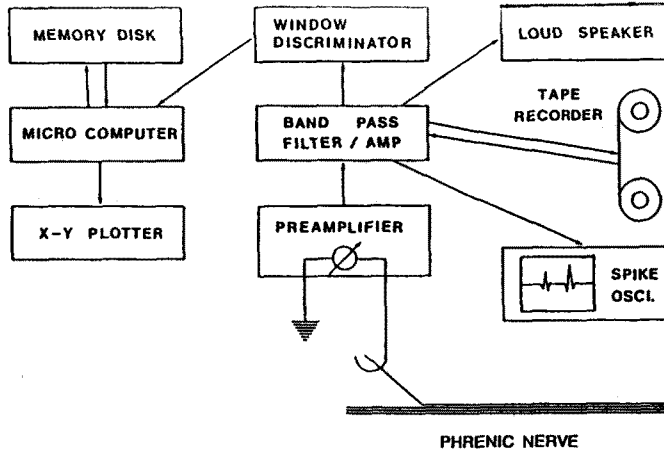 MEMORY DISK
WINDOW
DISCRIMINATOR
LOUD SPEAKER
TAPE
RECORDER
MICRO COMPUTER
BAND PASS
FILTER / AMP
X-Y PLOTTER
PREAMPLIFIER
SPIKE
OSCI.
PHRENIC NERVE